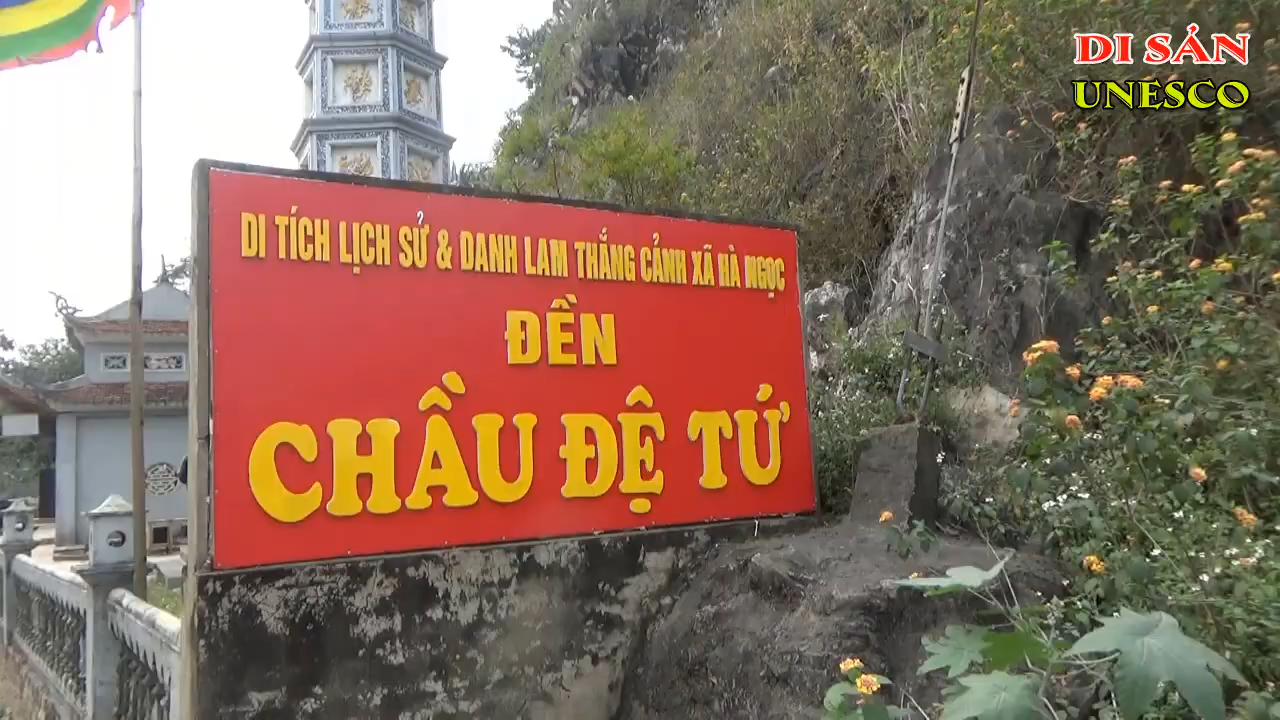 DI SẢN
UNESCO
DI TÍCH LỊCH SỬ & DANH LAM THẮNG CẢNH XÃ HÀ NGỌC
ĐỀN
CHẦU ĐỆ TỨ